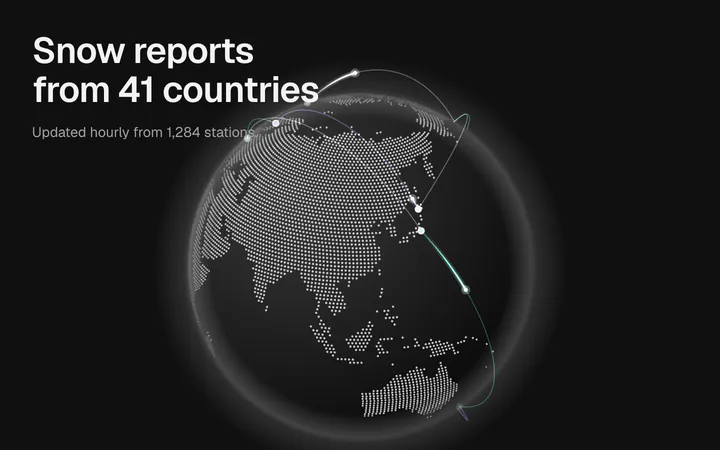 Snow reports
from 41 countries
Updated hourly from 1,284 stations.